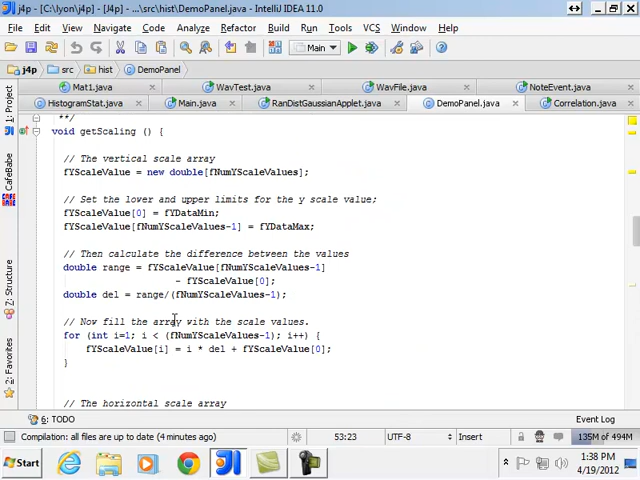 j4p - [C:\lyon\j4p] - [J4p] - ...\src\hist\DemoPanel.java - IntelliJ IDEA 11.0
File Edit View Navigate Code Analyze Refactor Build Run Tools VCS Window Help
Main
j4p src hist DemoPanel
Mat1.java WavTest.java WavFile.java NoteEvent.java
HistogramStat.java Main.java RanDistGaussianApplet.java DemoPanel.java Correlation.java
1: Project
CafeBabe
7: Structure
2: Favorites
**/
void getScaling () {
// The vertical scale array
fYScaleValue = new double[fNumYScaleValues];
// Set the lower and upper limits for the y scale value;
fYScaleValue[0] = fYDataMin;
fYScaleValue[fNumYScaleValues-1] = fYDataMax;
// Then calculate the difference between the values
double range = fYScaleValue[fNumYScaleValues-1]
- fYScaleValue[0];
double del = range/(fNumYScaleValues-1);
// Now fill the array with the scale values.
for (int i=1; i < (fNumYScaleValues-1); i++) {
fYScaleValue[i] = i * del + fYScaleValue[0];
}
// The horizontal scale array
6: TODO Event Log
Compilation: all files are up to date (4 minutes ago) 53:23 UTF-8 Insert 135M of 494M
Start 1:38 PM
4/19/2012